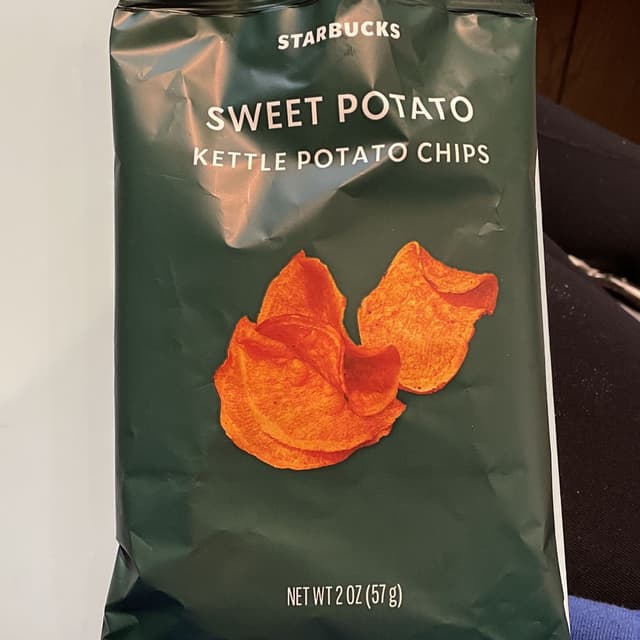 STARBUCKS
SWEET POTATO
KETTLE POTATO CHIPS
NET WT 2 OZ (57 g)